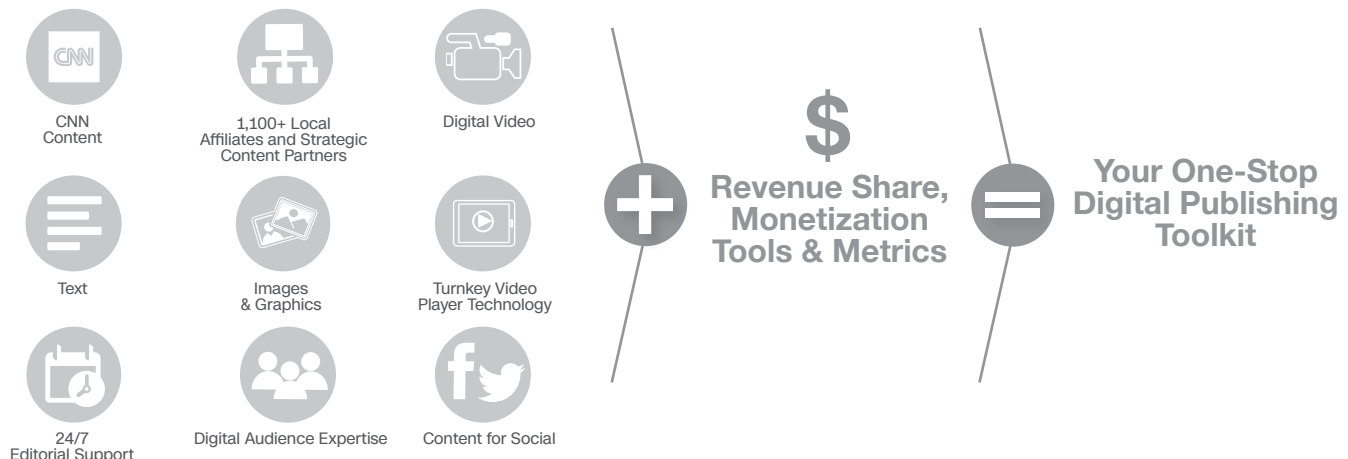 CNN
CNN
Content
1,100+ Local
Affiliates and Strategic
Content Partners
Digital Video
Text
Images
& Graphics
Turnkey Video
Player Technology
24/7
Editorial Support
Digital Audience Expertise
Content for Social
$
Revenue Share,
Monetization
Tools & Metrics
Your One-Stop
Digital Publishing
Toolkit